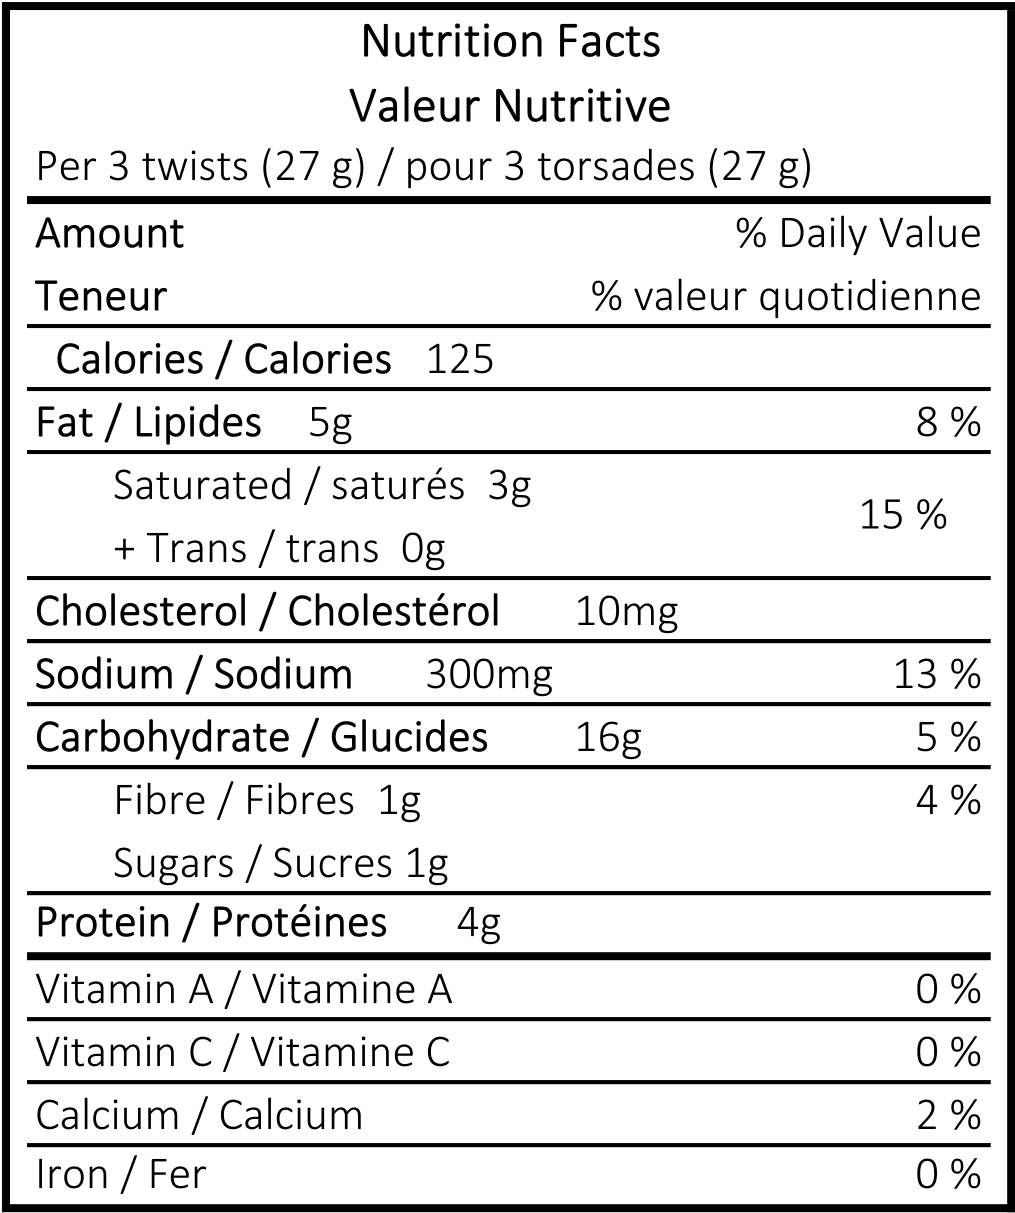 Nutrition Facts
Valeur Nutritive
Per 3 twists (27 g) / pour 3 torsades (27 g)
Amount % Daily Value
Teneur % valeur quotidienne
Calories / Calories 125
Fat / Lipides 5g 8 %
Saturated / saturés 3g
15 %
+ Trans / trans 0g
Cholesterol / Cholestérol 10mg
Sodium / Sodium 300mg 13 %
Carbohydrate / Glucides 16g 5 %
Fibre / Fibres 1g 4 %
Sugars / Sucres 1g
Protein / Protéines 4g
Vitamin A / Vitamine A 0 %
Vitamin C / Vitamine C 0 %
Calcium / Calcium 2 %
Iron / Fer 0 %